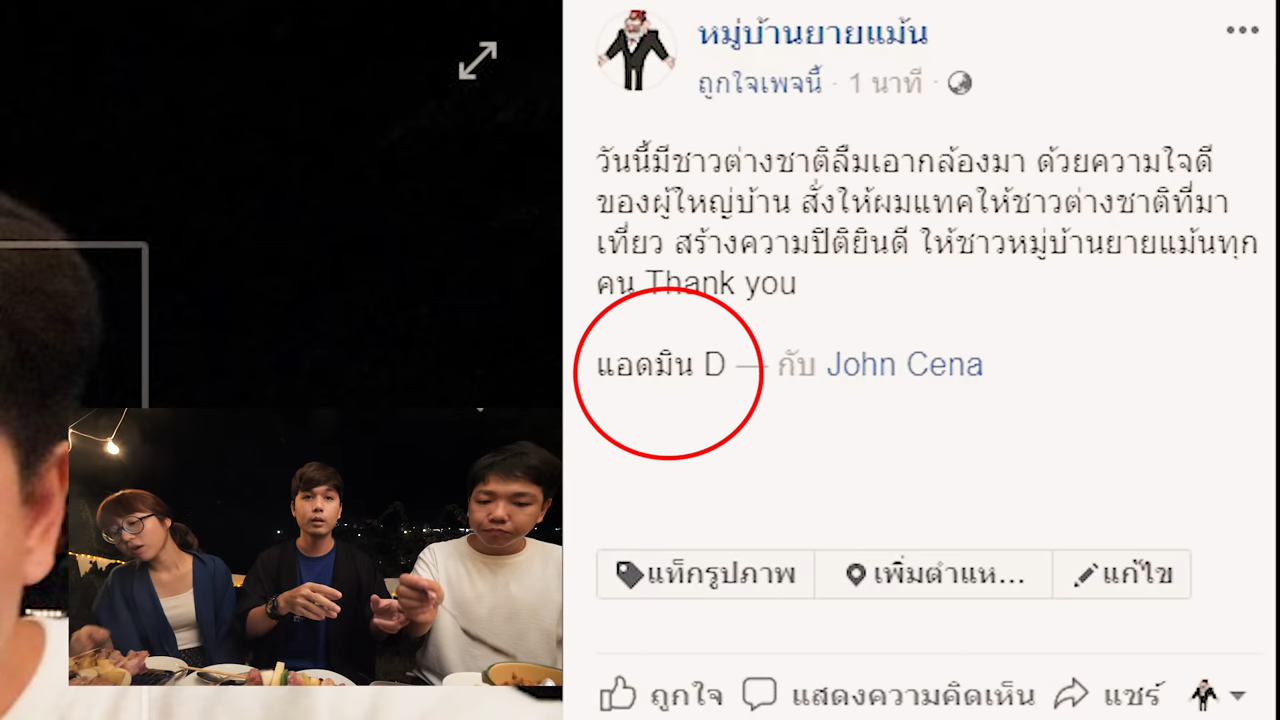 หมู่บ้านยายแม้น
ถูกใจเพจนี้ · 1 นาที ·
วันนี้มีชาวต่างชาติลืมเอากล้องมา ด้วยความใจดี
ของผู้ใหญ่บ้าน สั่งให้ผมแทคให้ชาวต่างชาติที่มา
เที่ยว สร้างความปิติยินดี ให้ชาวหมู่บ้านยายแม้นทุก
คน Thank you
แอดมิน D — กับ John Cena
แท็กรูปภาพ
เพิ่มตำแห...
แก้ไข
ถูกใจ
แสดงความคิดเห็น
แชร์